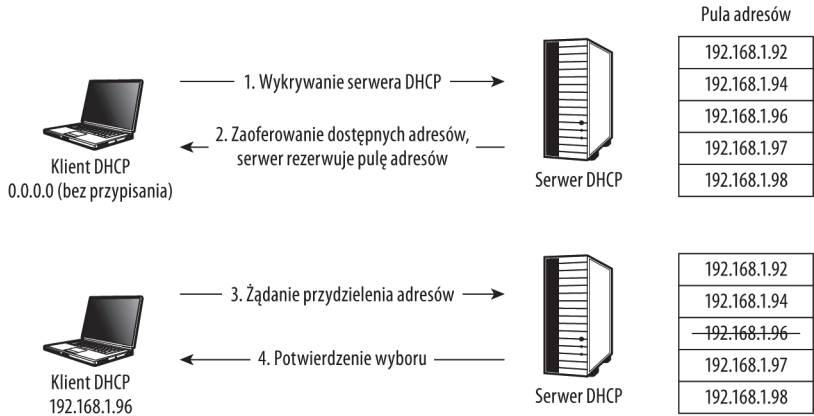 Pula adresów
192.168.1.92
192.168.1.94
192.168.1.96
192.168.1.97
192.168.1.98
1. Wykrywanie serwera DHCP
2. Zaoferowanie dostępnych adresów,
serwer rezerwuje pulę adresów
Klient DHCP
0.0.0.0 (bez przypisania)
Serwer DHCP
192.168.1.92
192.168.1.94
192.168.1.96
192.168.1.97
192.168.1.98
3. Żądanie przydzielenia adresów
4. Potwierdzenie wyboru
Klient DHCP
192.168.1.96
Serwer DHCP